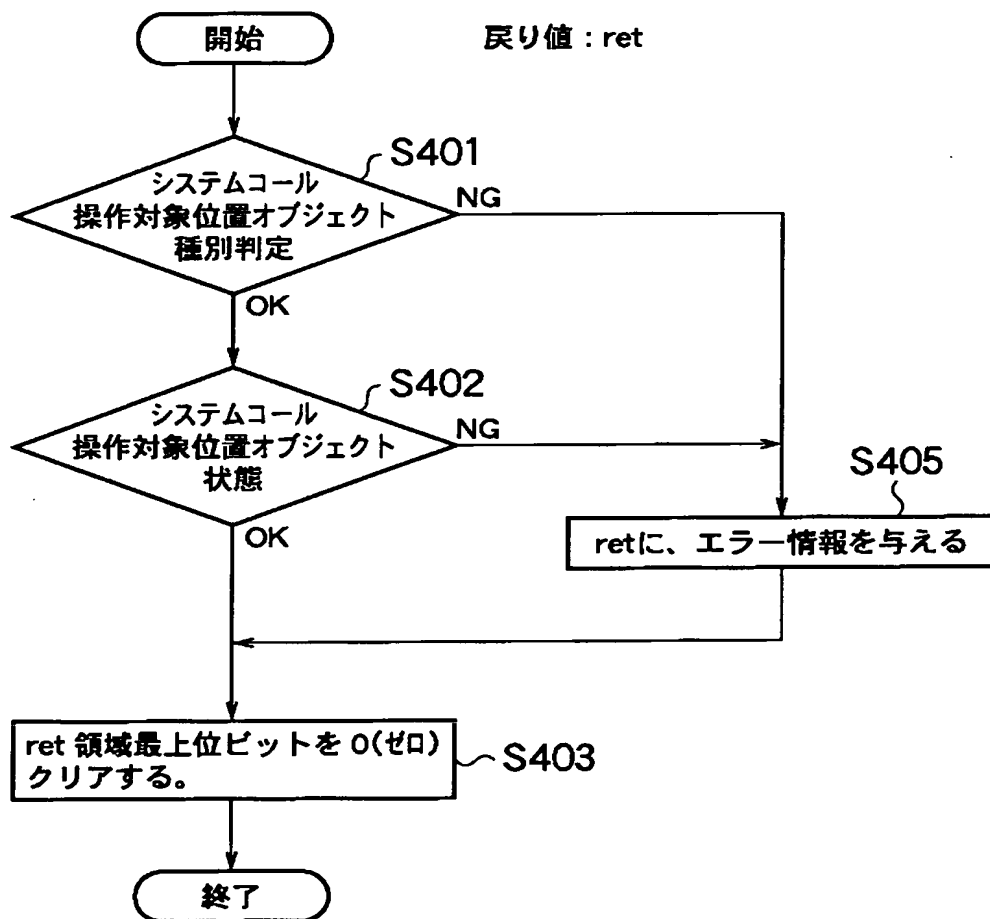 開始
戻り値：ret
S401
システムコール
操作対象位置オブジェクト
種別判定
NG
OK
S402
システムコール
操作対象位置オブジェクト
状態
NG
OK
S405
retに、エラー情報を与える
ret 領域最上位ビットを 0(ゼロ)
クリアする。
S403
終了